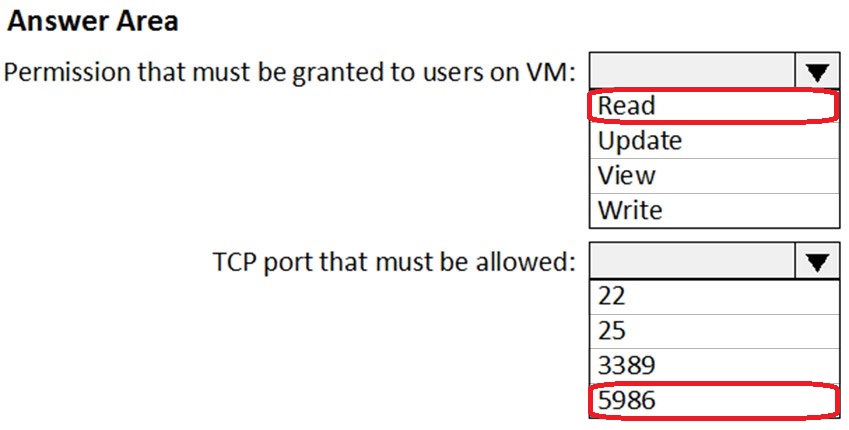 Answer Area
Permission that must be granted to users on VM:
Read
Update
View
Write
TCP port that must be allowed:
22
25
3389
5986